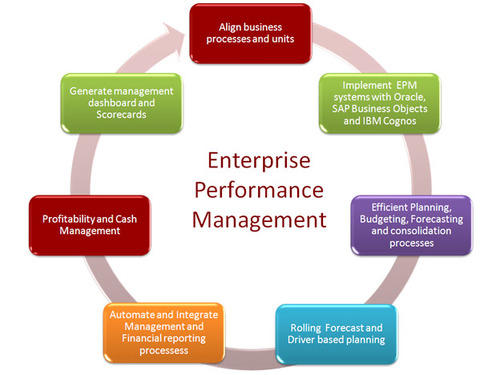 Align business
processes and units
Implement EPM
systems with Oracle,
SAP Business Objects
and IBM Cognos
Efficient Planning,
Budgeting, Forecasting
and consolidation
processes
Rolling Forecast and
Driver based planning
Automate and Integrate
Management and
Financial reporting
processess
Profitability and Cash
Management
Generate management
dashboard and
Scorecards
Enterprise
Performance
Management